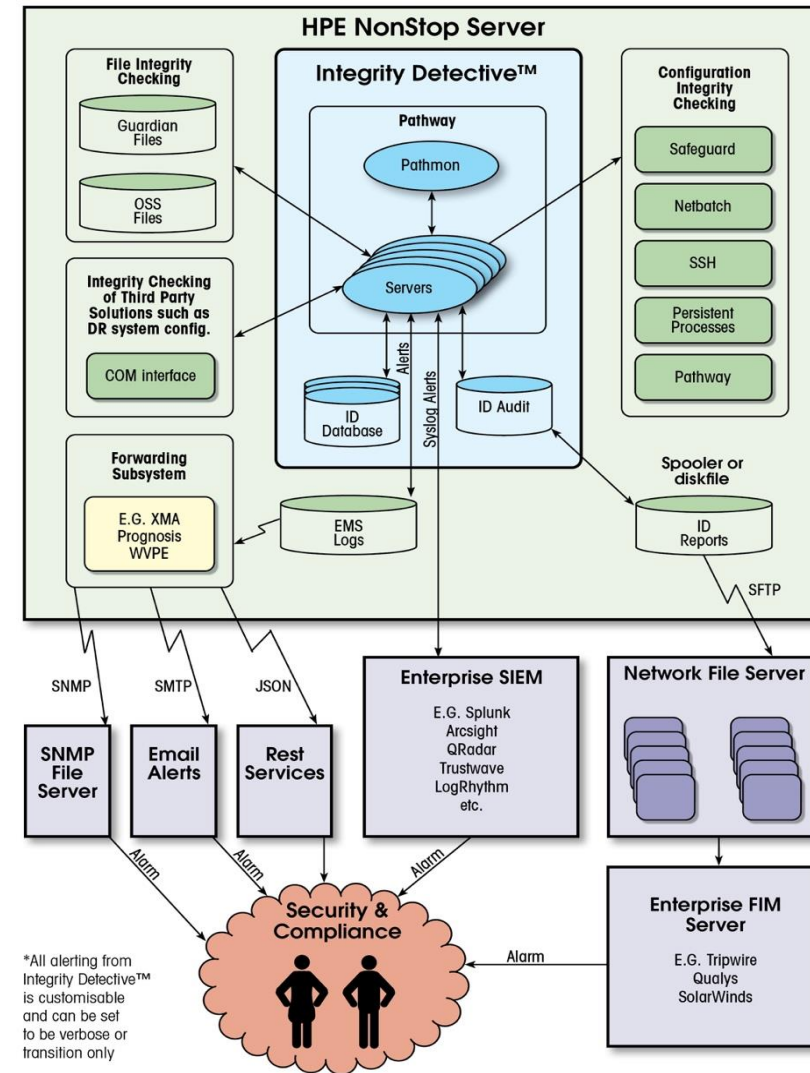 HPE NonStop Server
File Integrity
Checking
Guardian
Files
OSS
Files
Integrity Checking
of Third Party
Solutions such as
DR system config.
COM interface
Forwarding
Subsystem
E.G. XMA
Prognosis
WVPE
Integrity Detective™
Pathway
Pathmon
Servers
Alerts
Syslog Alerts
ID
Database
ID Audit
EMS
Logs
Configuration
Integrity
Checking
Safeguard
Netbatch
SSH
Persistent
Processes
Pathway
Spooler or
diskfile
ID
Reports
SFTP
SNMP
SMTP
JSON
SNMP
File
Server
Email
Alerts
Rest
Services
Enterprise SIEM
E.G. Splunk
Arcsight
QRadar
Trustwave
LogRhythm
etc.
Network File Server
Alarm
Alarm
Alarm
Security &
Compliance
Alarm
Enterprise FIM
Server
E.G. Tripwire
Qualys
SolarWinds
*All alerting from
Integrity Detective™
is customisable
and can be set
to be verbose or
transition only